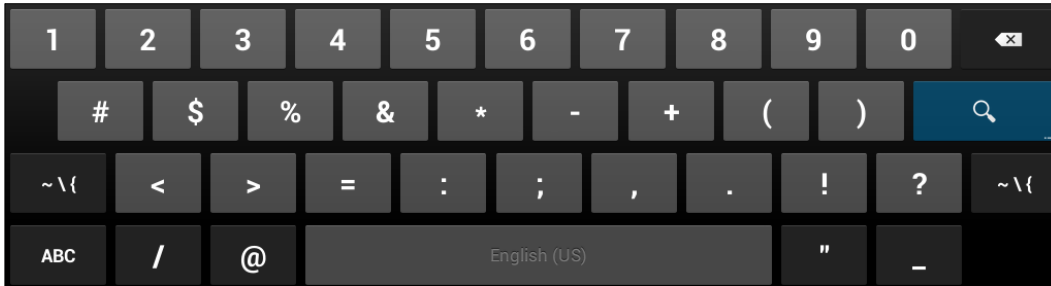 1 2 3 4 5 6 7 8 9 0
# $ % & * - + ( )
~ \ { < > = : ; , . ! ? ~ \ {
ABC / @ English (US) " _